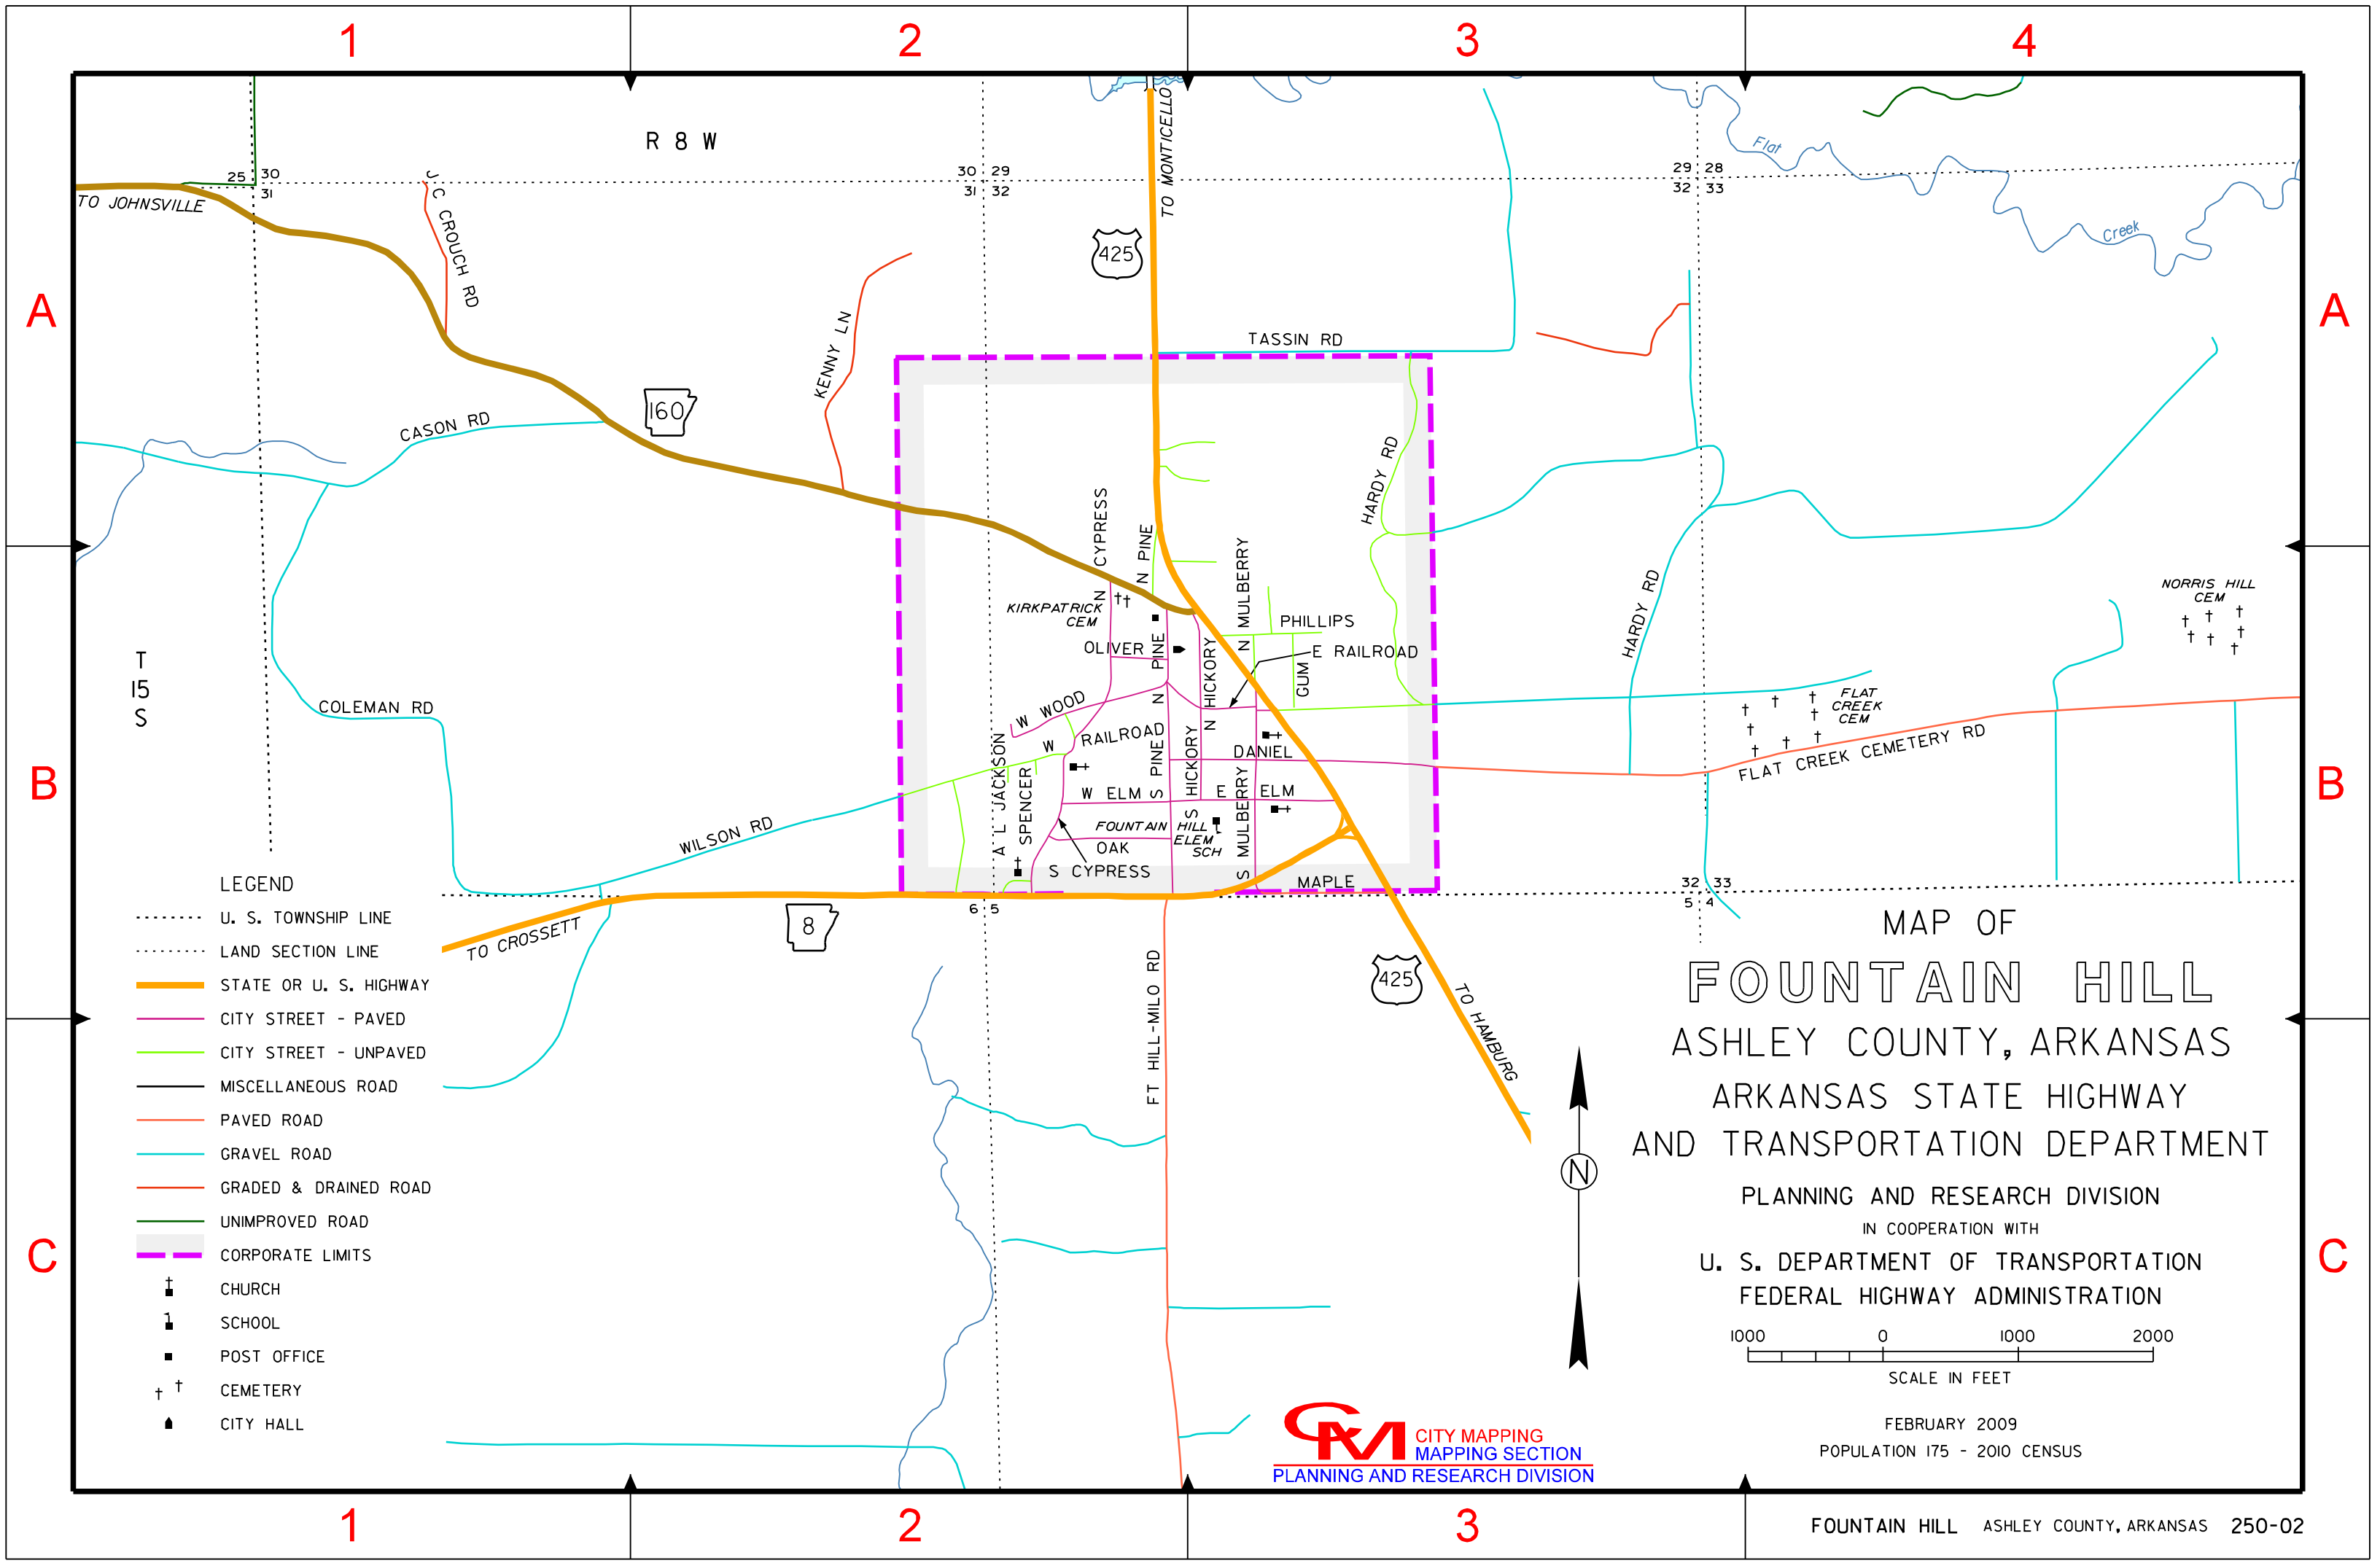 1
2
3
4
A
A
R 8 W
TO MONTICELLO
Flat
Creek
25
30
31
30
29
31
32
29
28
32
33
TO JOHNSVILLE
J C CROUCH RD
425
TASSIN RD
KENNY LN
160
CASON RD
HARDY RD
N CYPRESS
N PINE
N MULBERRY
HARDY RD
NORRIS HILL
CEM
KIRKPATRICK
CEM
PHILLIPS
OLIVER
N PINE
N HICKORY
E RAILROAD
GUM
T
15
S
COLEMAN RD
W WOOD
FLAT
CREEK
CEM
W RAILROAD
DANIEL
FLAT CREEK CEMETERY RD
B
B
A L JACKSON
SPENCER
S PINE
S HICKORY
W ELM
E ELM
S MULBERRY
WILSON RD
FOUNTAIN HILL
ELEM
SCH
OAK
S CYPRESS
MAPLE
32
33
5
4
6
5
8
TO CROSSETT
FT HILL-MILO RD
425
TO HAMBURG
LEGEND
U. S. TOWNSHIP LINE
LAND SECTION LINE
STATE OR U. S. HIGHWAY
CITY STREET - PAVED
CITY STREET - UNPAVED
MISCELLANEOUS ROAD
PAVED ROAD
GRAVEL ROAD
GRADED & DRAINED ROAD
UNIMPROVED ROAD
CORPORATE LIMITS
CHURCH
SCHOOL
POST OFFICE
CEMETERY
CITY HALL
MAP OF
FOUNTAIN HILL
ASHLEY COUNTY, ARKANSAS
ARKANSAS STATE HIGHWAY
AND TRANSPORTATION DEPARTMENT
PLANNING AND RESEARCH DIVISION
IN COOPERATION WITH
U. S. DEPARTMENT OF TRANSPORTATION
FEDERAL HIGHWAY ADMINISTRATION
N
1000 0 1000 2000
SCALE IN FEET
FEBRUARY 2009
POPULATION 175 - 2010 CENSUS
C
C
CM
CITY MAPPING
MAPPING SECTION
PLANNING AND RESEARCH DIVISION
1
2
3
FOUNTAIN HILL ASHLEY COUNTY, ARKANSAS 250-02